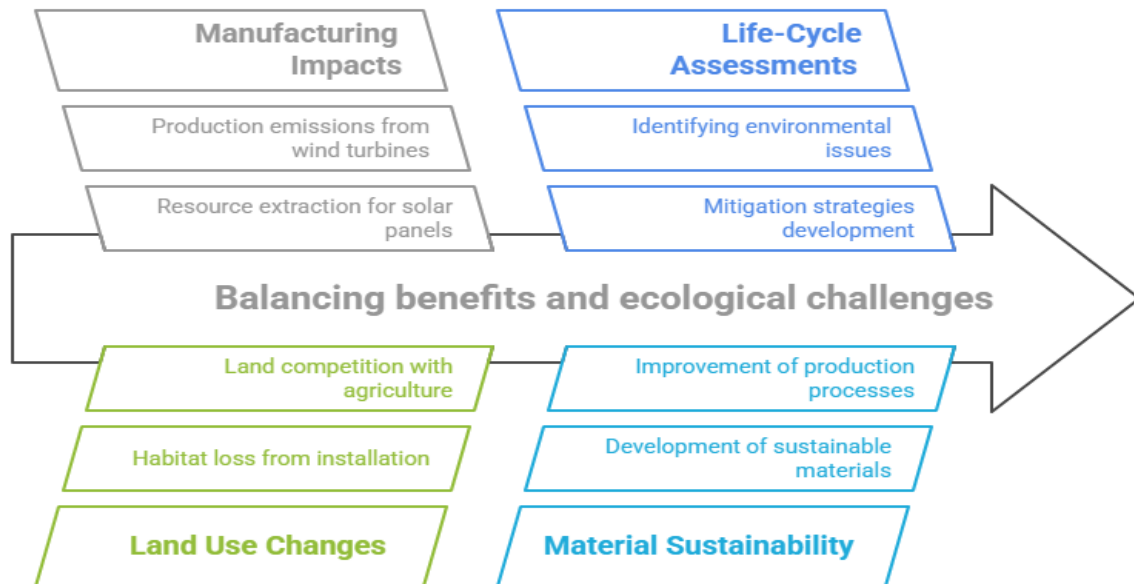 Manufacturing
Impacts
Production emissions from
wind turbines
Resource extraction for solar
panels
Life-Cycle
Assessments
Identifying environmental
issues
Mitigation strategies
development
Balancing benefits and ecological challenges
Land competition with
agriculture
Habitat loss from installation
Land Use Changes
Improvement of production
processes
Development of sustainable
materials
Material Sustainability